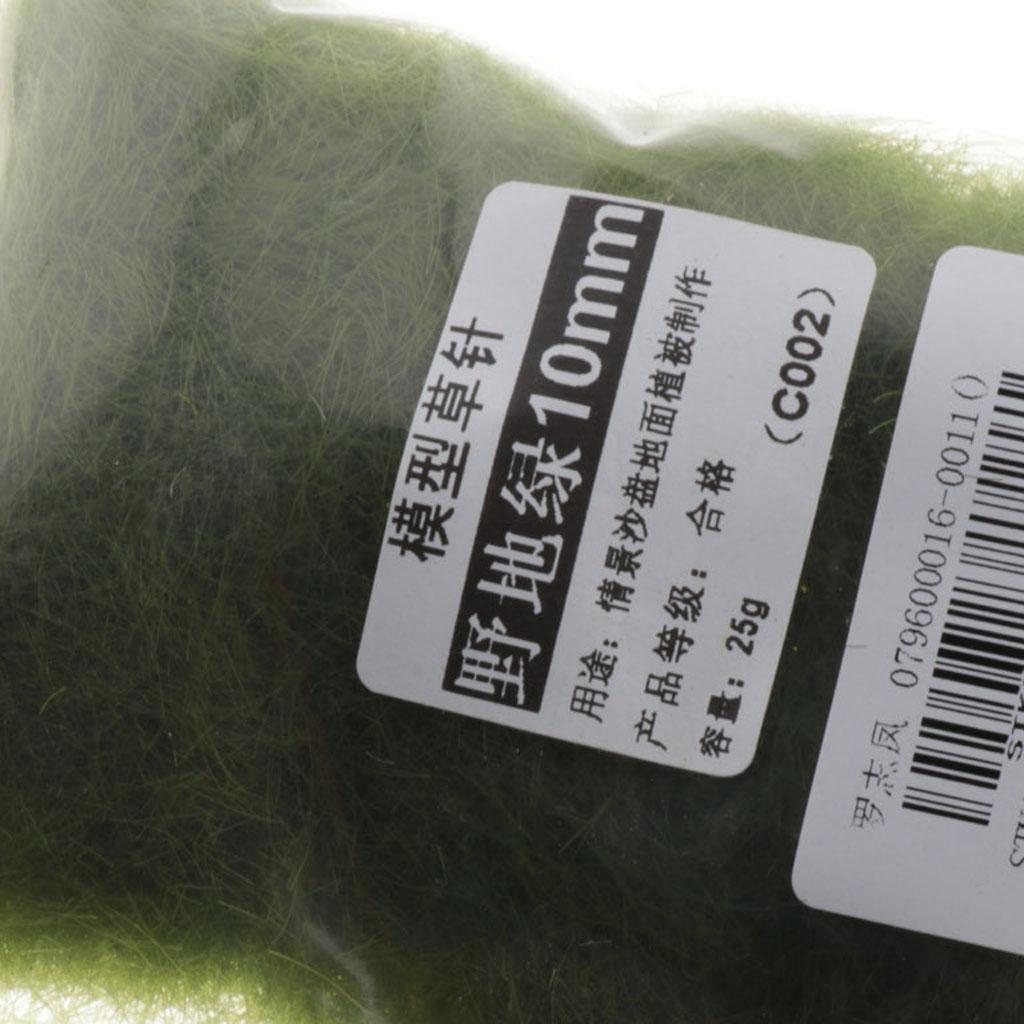 模型草针
野地绿10mm
用途：情景沙盘地面植被制作
产品等级：合格
容量：25g
(C002)
罗志凤 0796000016-0011()